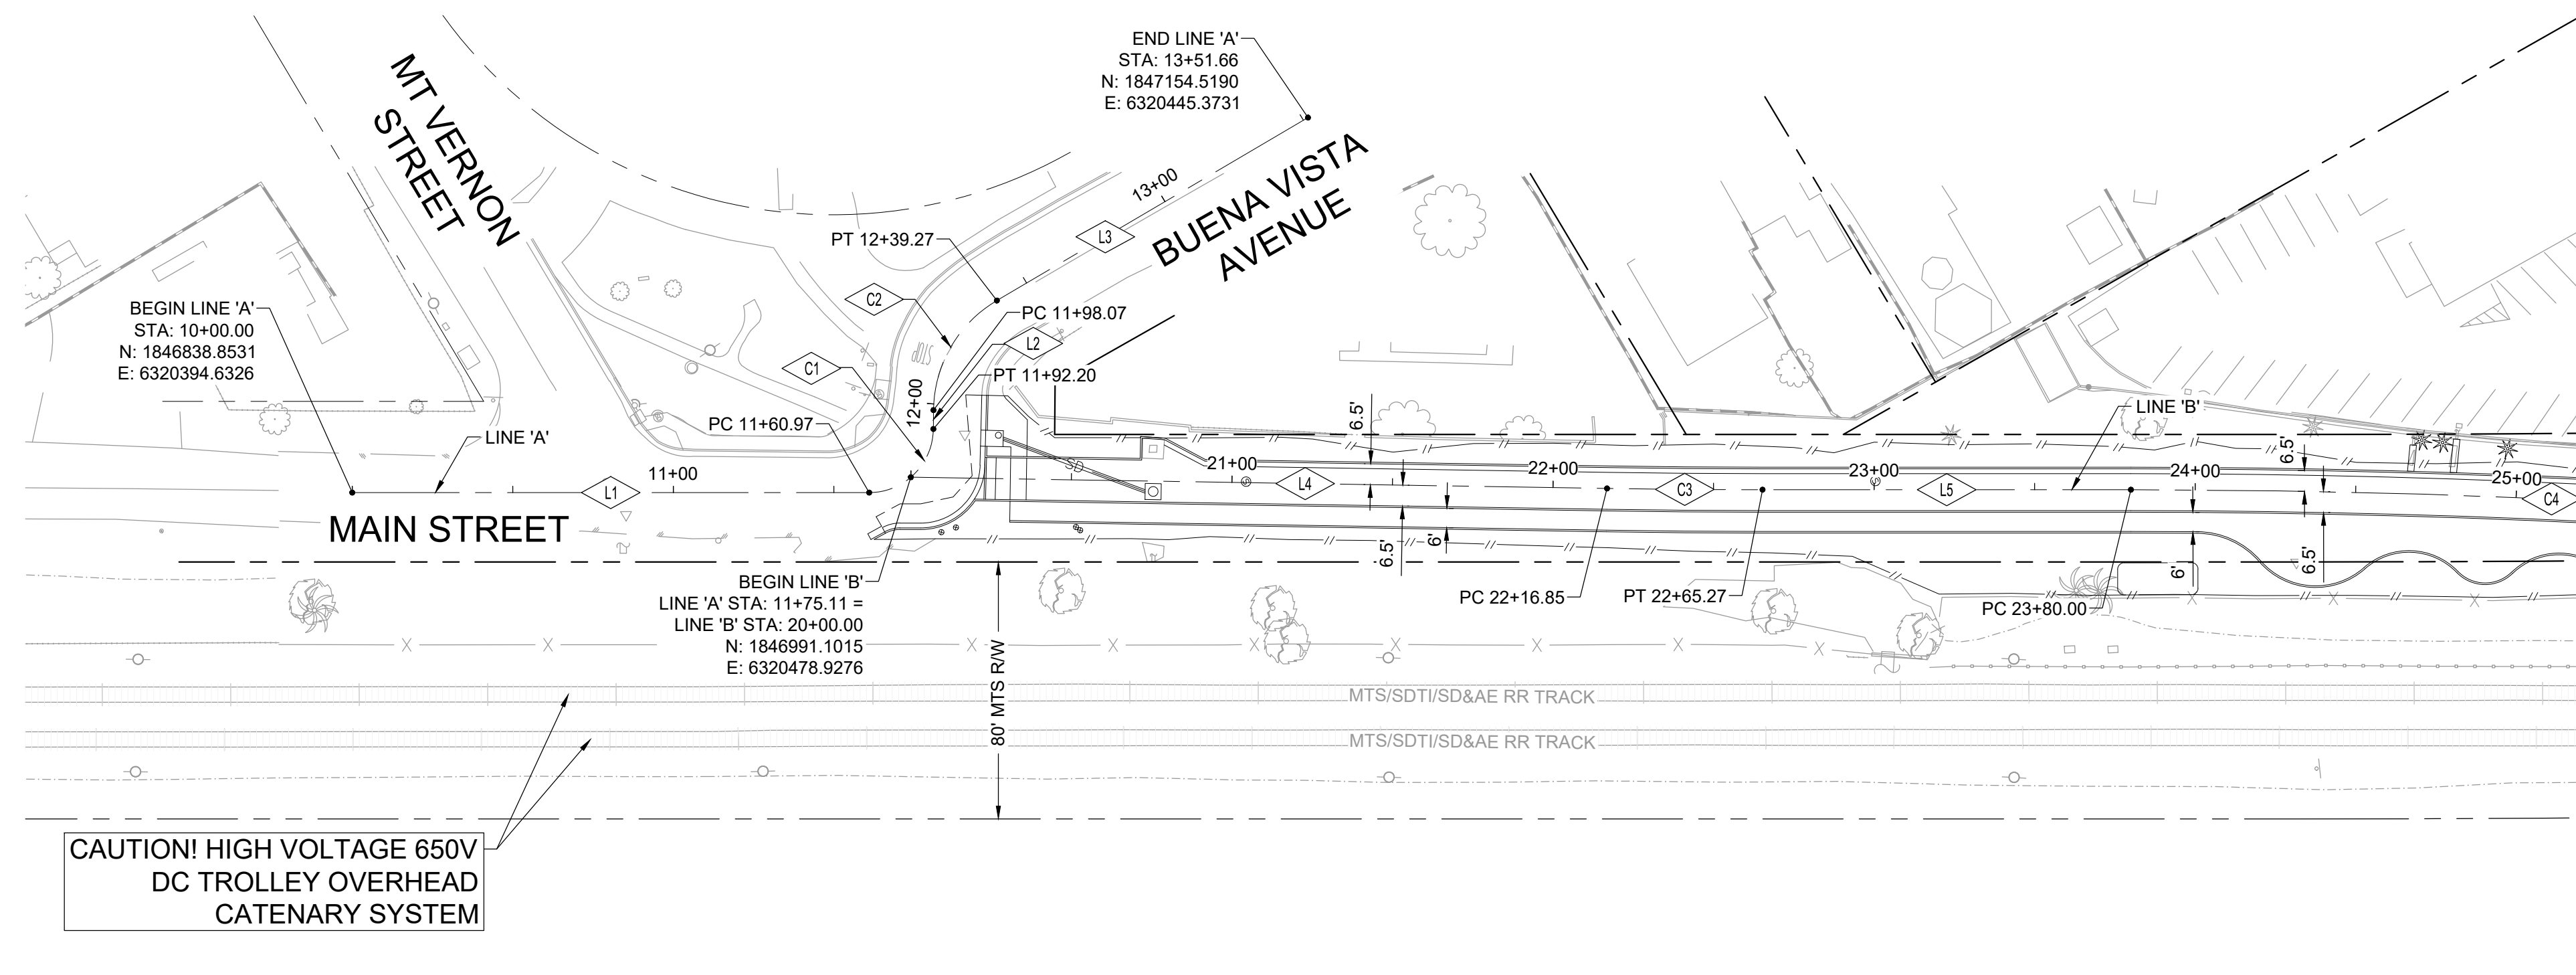 MT VERNON
STREET
END LINE 'A'
STA: 13+51.66
N: 1847154.5190
E: 6320445.3731
13+00
BUENA VISTA
AVENUE
L3
PT 12+39.27
C2
PC 11+98.07
L2
STOP
C1
PT 11+92.20
12+00
BEGIN LINE 'A'
STA: 10+00.00
N: 1846838.8531
E: 6320394.6326
LINE 'A'
PC 11+60.97
11+00
L1
MAIN STREET
SD
21+00
L4
6.5'
22+00
C3
23+00
L5
LINE 'B'
24+00
6.5'
25+00
C4
6.5'
6'
6'
6.5'
BEGIN LINE 'B'
LINE 'A' STA: 11+75.11 =
LINE 'B' STA: 20+00.00
N: 1846991.1015
E: 6320478.9276
PC 22+16.85
PT 22+65.27
PC 23+80.00
80' MTS R/W
MTS/SDTI/SD&AE RR TRACK
MTS/SDTI/SD&AE RR TRACK
CAUTION! HIGH VOLTAGE 650V
DC TROLLEY OVERHEAD
CATENARY SYSTEM